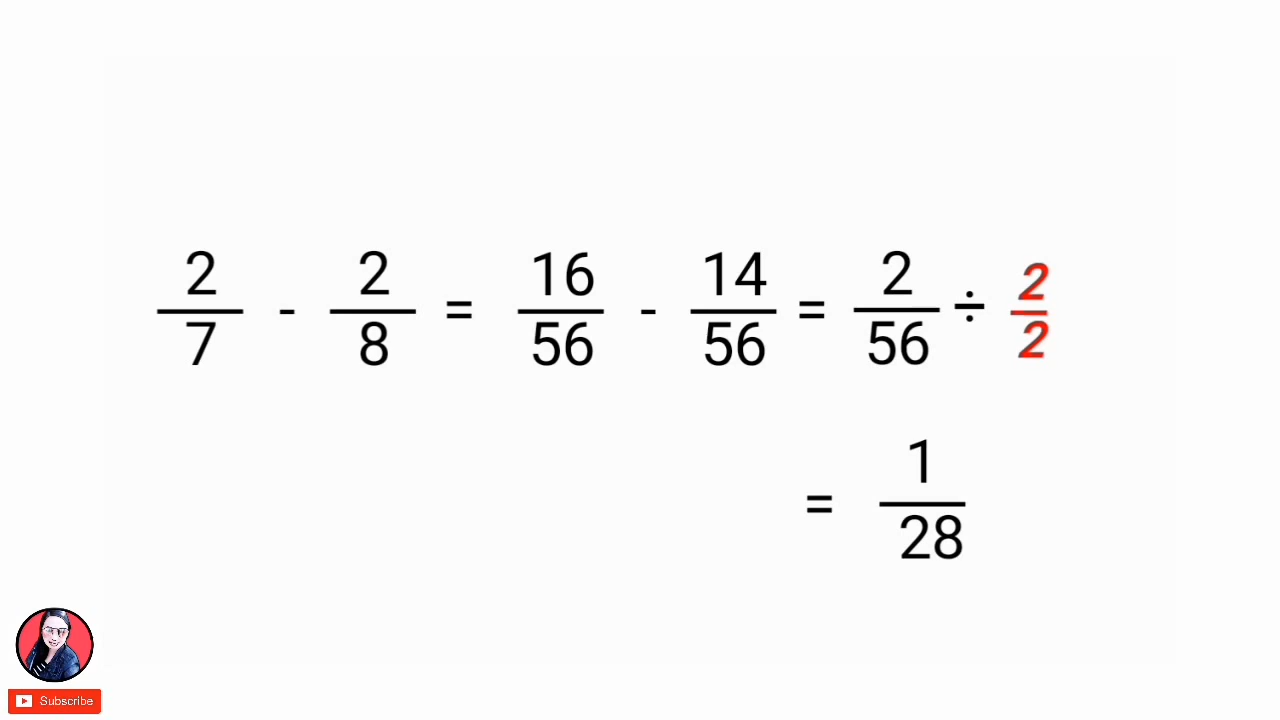 2/7 - 2/8 = 16/56 - 14/56 = 2/56 ÷ 2/2
= 1/28
Subscribe